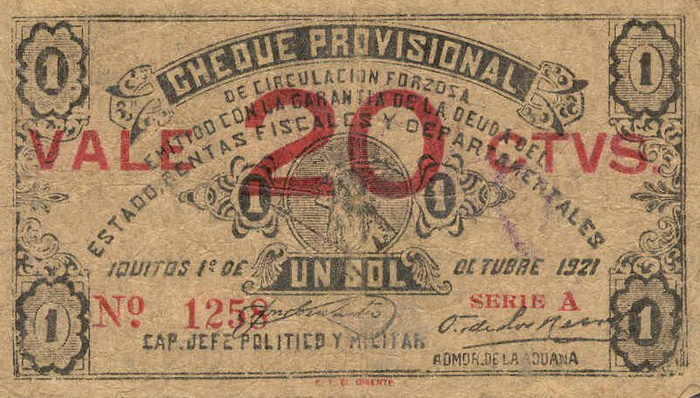 1 CHEQUE PROVISIONAL 1
DE CIRCULACION FORZOSA
EMITIDO CON LA GARANTIA DE LA DEUDA DEL
ESTADO, RENTAS FISCALES Y DEPARTAMENTALES
VALE 20 CTVS.
1 1
IQUITOS 1º DE UN SOL OCTUBRE 1921
Nº 1258 SERIE A
1 1
CAP. JEFE POLITICO Y MILITAR
ADMOR. DE LA ADUANA